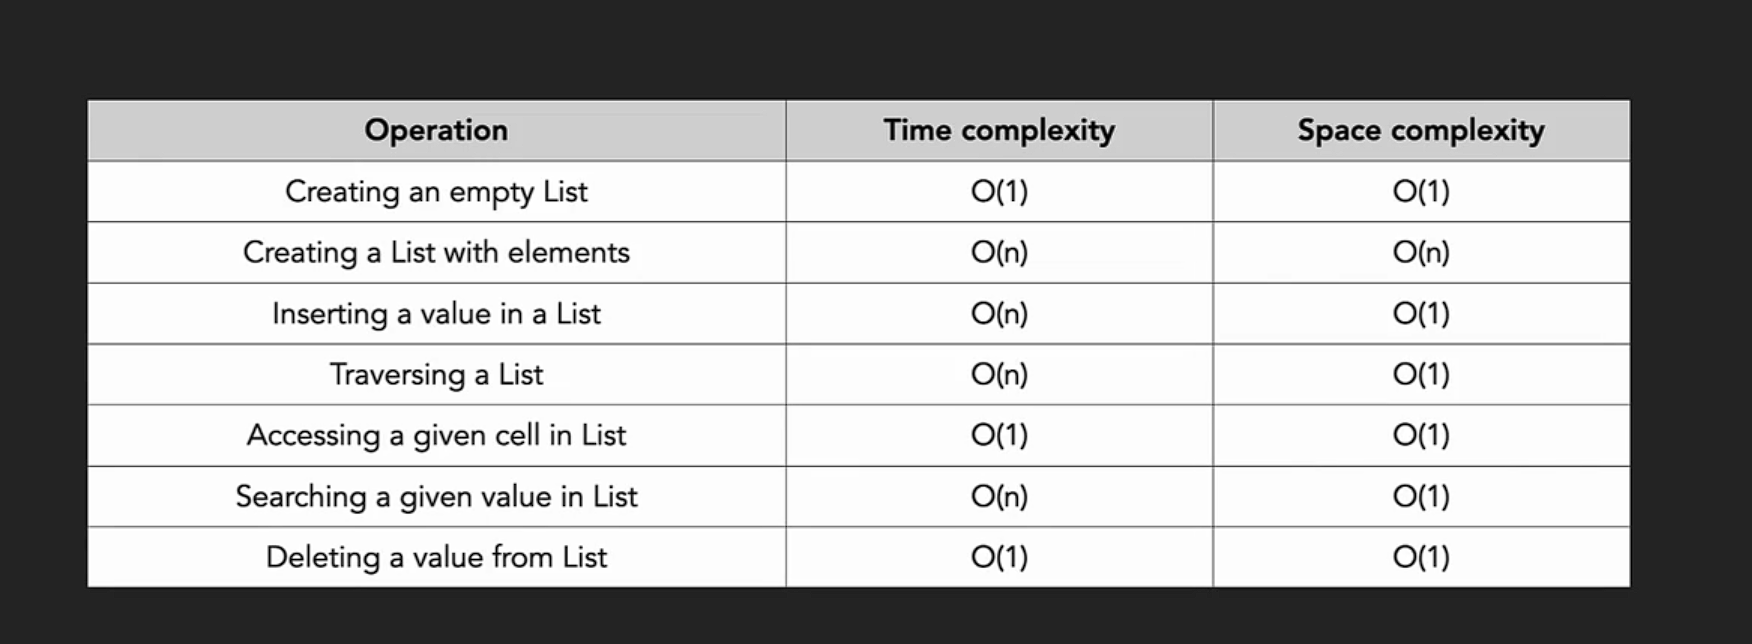 Operation Time complexity Space complexity
Creating an empty List O(1) O(1)
Creating a List with elements O(n) O(n)
Inserting a value in a List O(n) O(1)
Traversing a List O(n) O(1)
Accessing a given cell in List O(1) O(1)
Searching a given value in List O(n) O(1)
Deleting a value from List O(1) O(1)